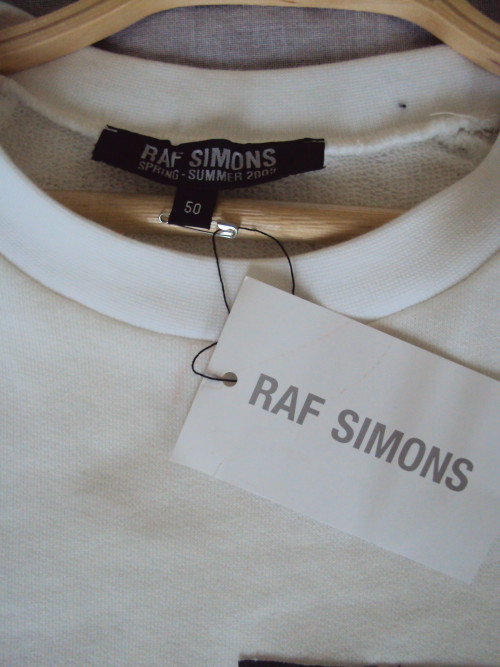 RAF SIMONS
SPRING - SUMMER 2008
50
RAF SIMONS